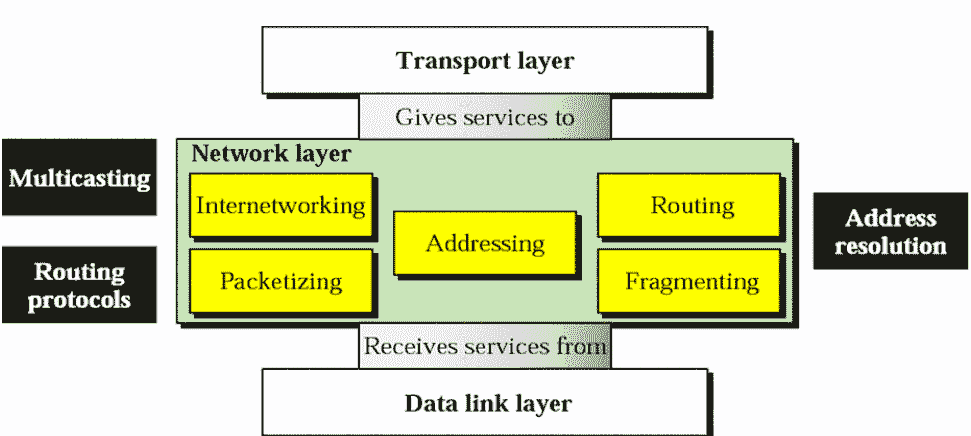 Transport layer
Gives services to
Multicasting
Routing
protocols
Network layer
Internetworking
Packetizing
Addressing
Routing
Fragmenting
Address
resolution
Receives services from
Data link layer